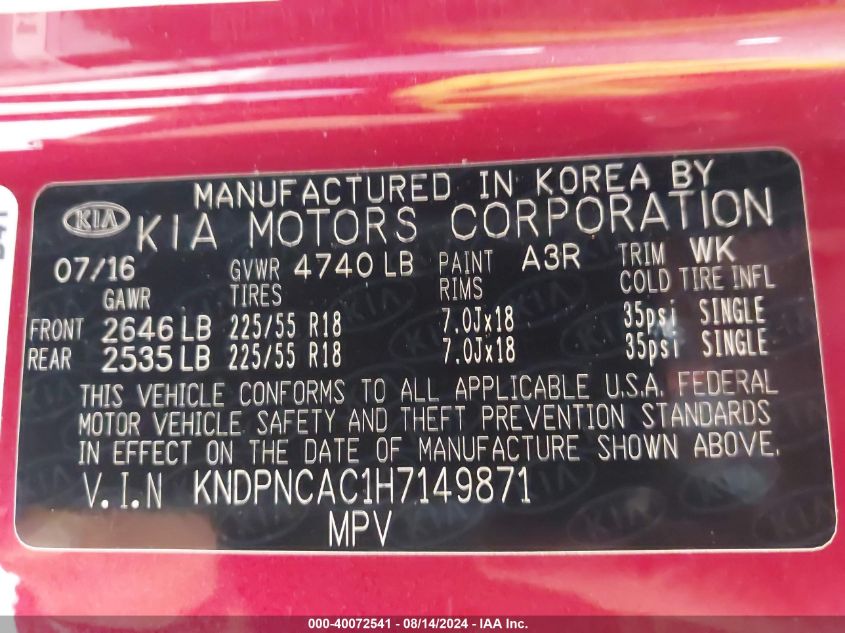 MANUFACTURED IN KOREA BY
KIA KIA MOTORS CORPORATION
07/16 GVWR 4740 LB PAINT A3R TRIM WK
GAWR TIRES RIMS COLD TIRE INFL
FRONT 2646 LB 225/55 R18 7.0Jx18 35psi SINGLE
REAR 2535 LB 225/55 R18 7.0Jx18 35psi SINGLE
THIS VEHICLE CONFORMS TO ALL APPLICABLE U.S.A. FEDERAL
MOTOR VEHICLE SAFETY AND THEFT PREVENTION STANDARDS
IN EFFECT ON THE DATE OF MANUFACTURE SHOWN ABOVE.
V.I.N KNDPNCAC1H7149871
MPV
000-40072541 - 08/14/2024 - IAA Inc.